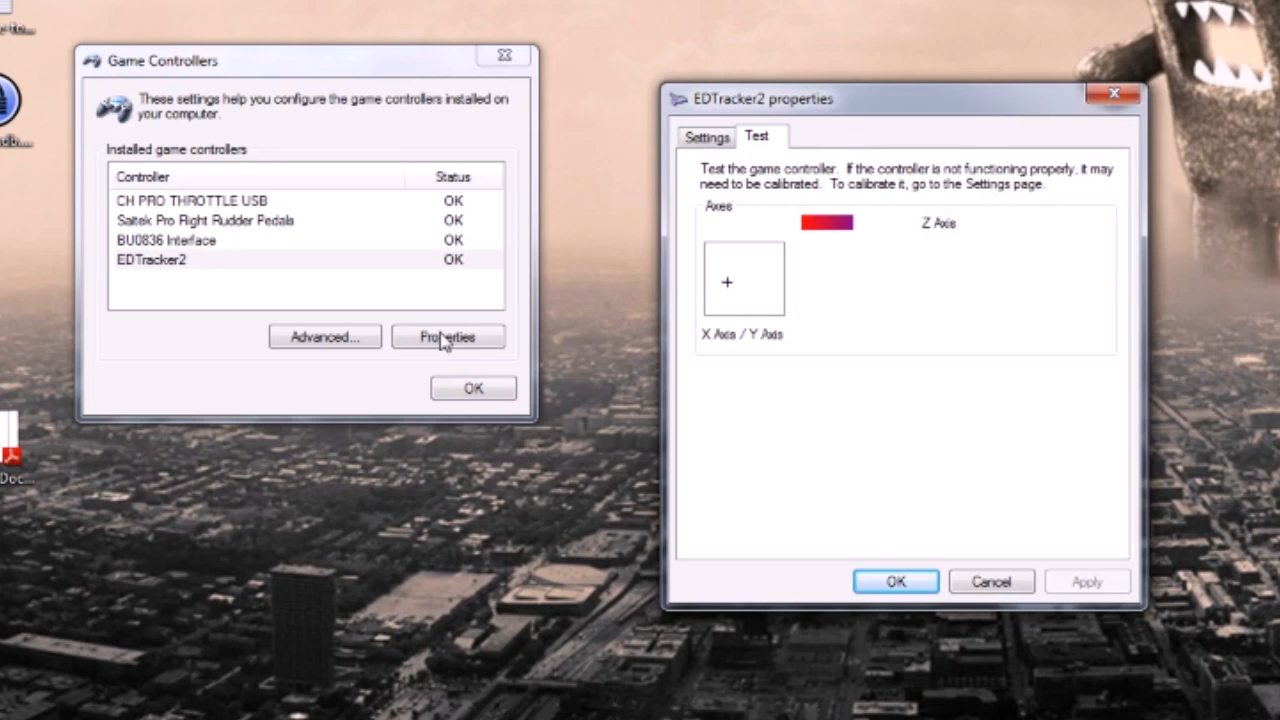 Game Controllers
These settings help you configure the game controllers installed on
your computer.
Installed game controllers
Controller Status
CH PRO THROTTLE USB OK
Saitek Pro Flight Rudder Pedals OK
BU0836 Interface OK
EDTracker2 OK
Advanced... Properties
OK
EDTracker2 properties
Settings Test
Test the game controller. If the controller is not functioning properly, it may
need to be calibrated. To calibrate it, go to the Settings page.
Axes
Z Axis
X Axis / Y Axis
OK Cancel Apply